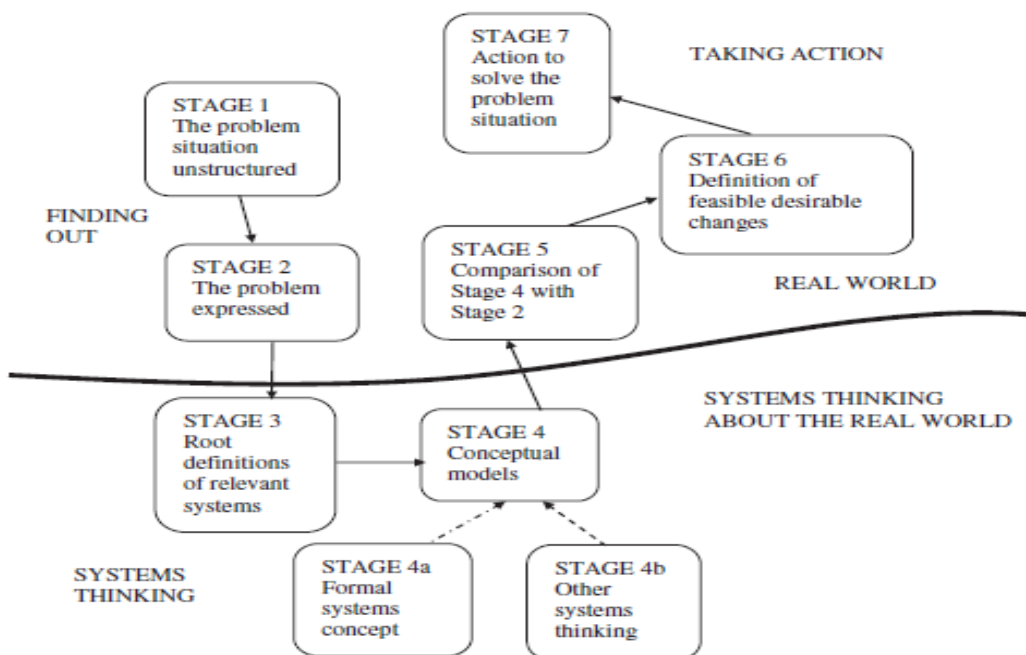 STAGE 7
Action to
solve the
problem
situation
TAKING ACTION
STAGE 1
The problem
situation
unstructured
STAGE 6
Definition of
feasible desirable
changes
FINDING
OUT
STAGE 5
Comparison of
Stage 4 with
Stage 2
STAGE 2
The problem
expressed
REAL WORLD
SYSTEMS THINKING
ABOUT THE REAL WORLD
STAGE 3
Root
definitions
of relevant
systems
STAGE 4
Conceptual
models
STAGE 4a
Formal
systems
concept
STAGE 4b
Other
systems
thinking
SYSTEMS
THINKING